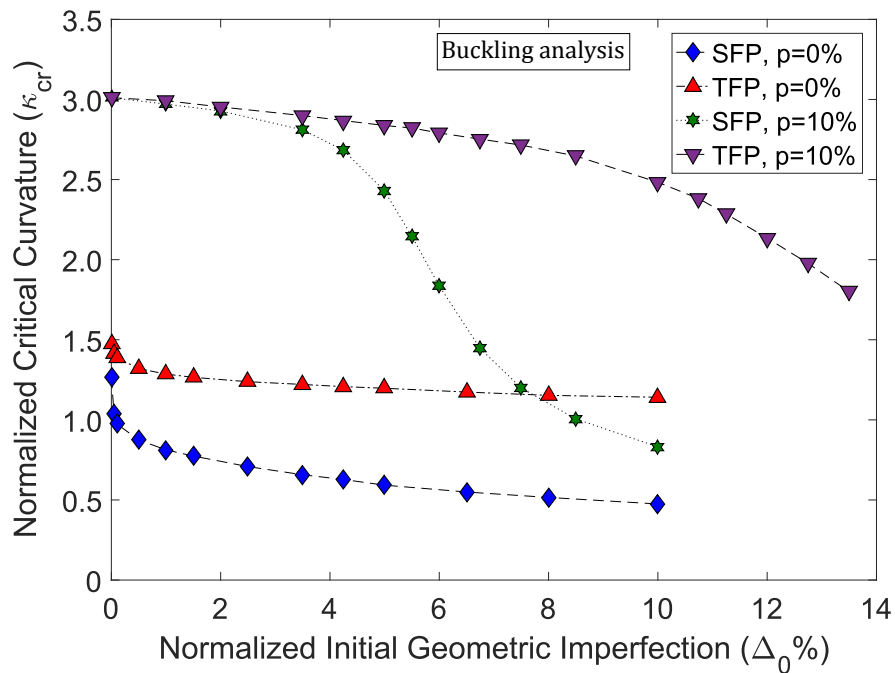 3.5
3.0
2.5
2.0
1.5
1.0
0.5
0
Normalized Critical Curvature (κcr)
Buckling analysis
SFP, p=0%
TFP, p=0%
SFP, p=10%
TFP, p=10%
0 2 4 6 8 10 12 14
Normalized Initial Geometric Imperfection (Δ0%)